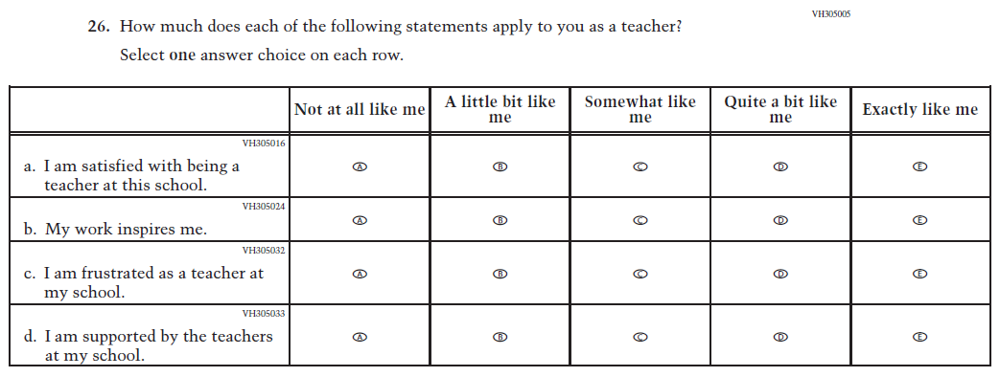 VH305005
26. How much does each of the following statements apply to you as a teacher?
Select one answer choice on each row.
Not at all like me
A little bit like
me
Somewhat like
me
Quite a bit like
me
Exactly like me
VH305016
a. I am satisfied with being a
teacher at this school.
A B C D E
VH305024
b. My work inspires me.
A B C D E
VH305032
c. I am frustrated as a teacher at
my school.
A B C D E
VH305033
d. I am supported by the teachers
at my school.
A B C D E